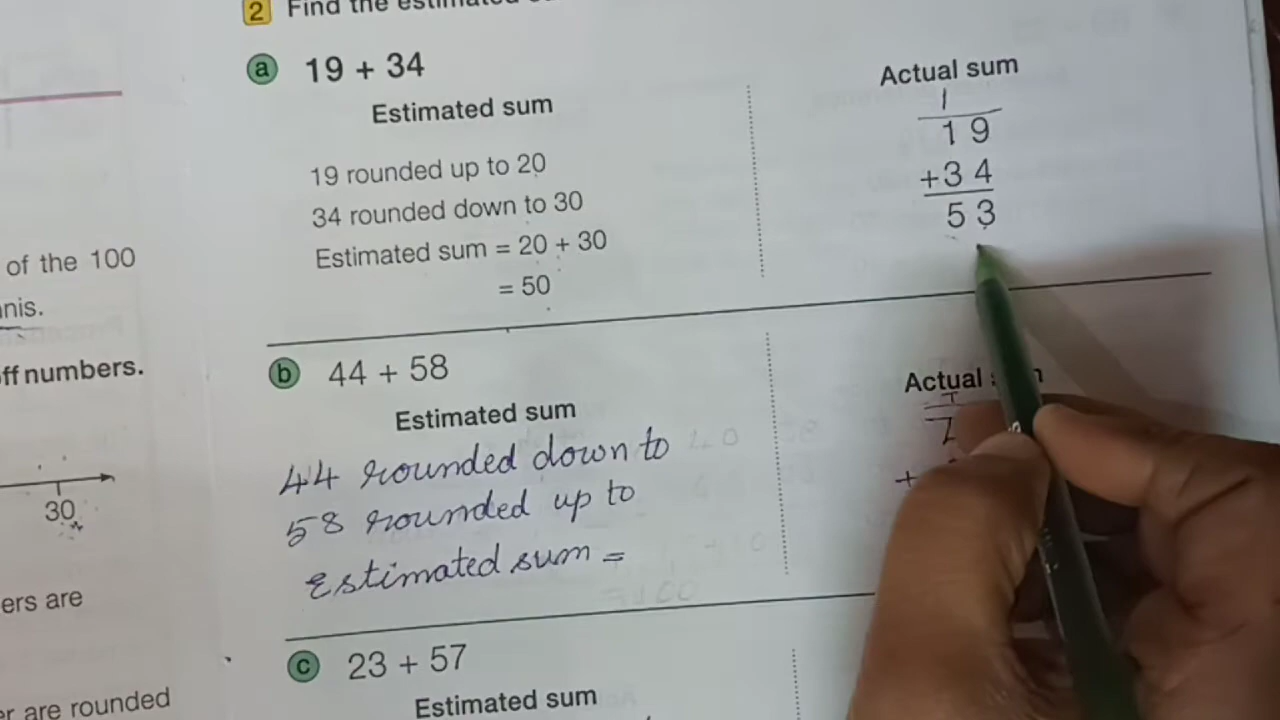 2 Find the
a 19 + 34
Estimated sum
19 rounded up to 20
34 rounded down to 30
Estimated sum = 20 + 30
= 50
Actual sum
1
19
+34
53
b 44 + 58
Estimated sum
44 rounded down to 40
58 rounded up to
Estimated sum =
= 100
Actual
+
c 23 + 57
Estimated sum
of the 100
nis.
ff numbers.
30
ers are
er are rounded